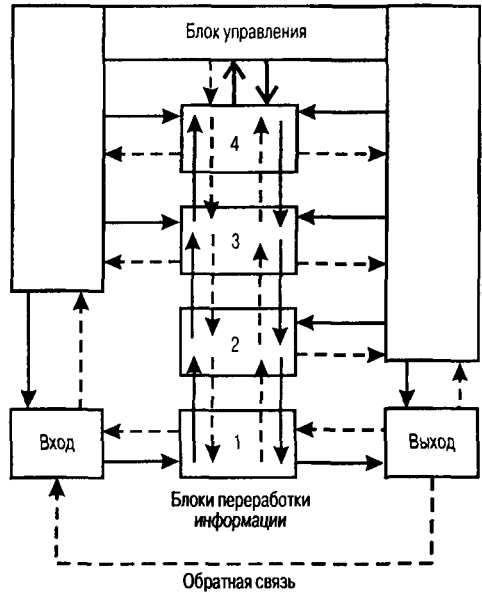 Блок управления
4
3
2
1
Вход
Выход
Блоки переработки
информации
Обратная связь